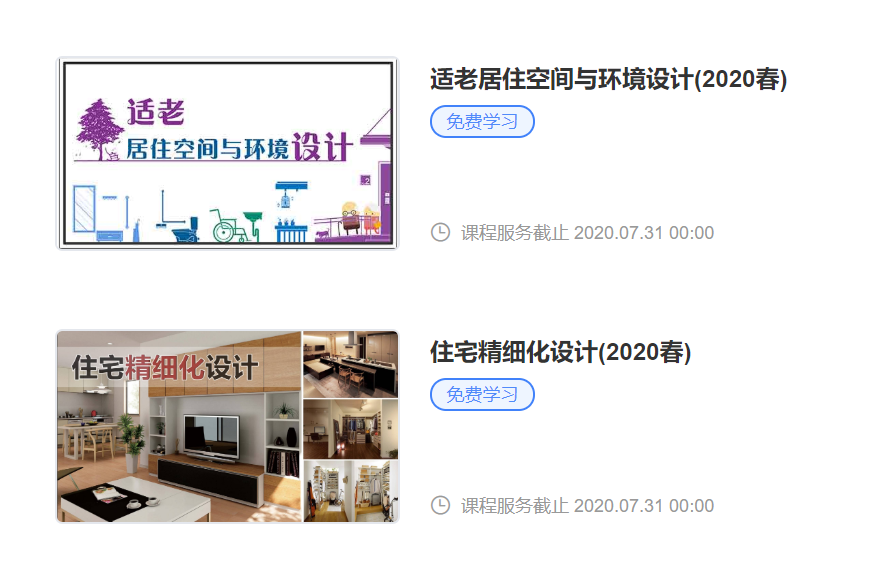 适老
居住空间与环境设计
适老居住空间与环境设计(2020春)
免费学习
课程服务截止 2020.07.31 00:00
住宅精细化设计
住宅精细化设计(2020春)
免费学习
课程服务截止 2020.07.31 00:00